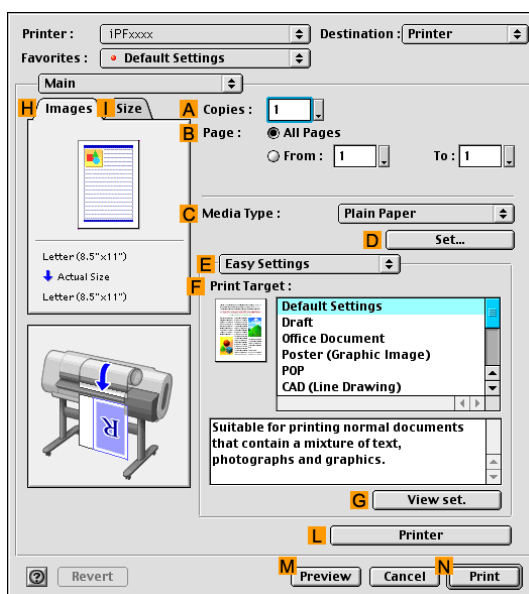 Printer : iPFxxxx Destination : Printer
Favorites : Default Settings
Main
H Images I Size
A Copies : 1
B Page : All Pages
From : 1 To : 1
C Media Type : Plain Paper
D Set...
Letter (8.5"x11")
Actual Size
Letter (8.5"x11")
E Easy Settings
F Print Target :
Default Settings
Draft
Office Document
Poster (Graphic Image)
POP
CAD (Line Drawing)
R
Suitable for printing normal documents
that contain a mixture of text,
photographs and graphics.
G View set.
L Printer
? Revert M Preview Cancel N Print